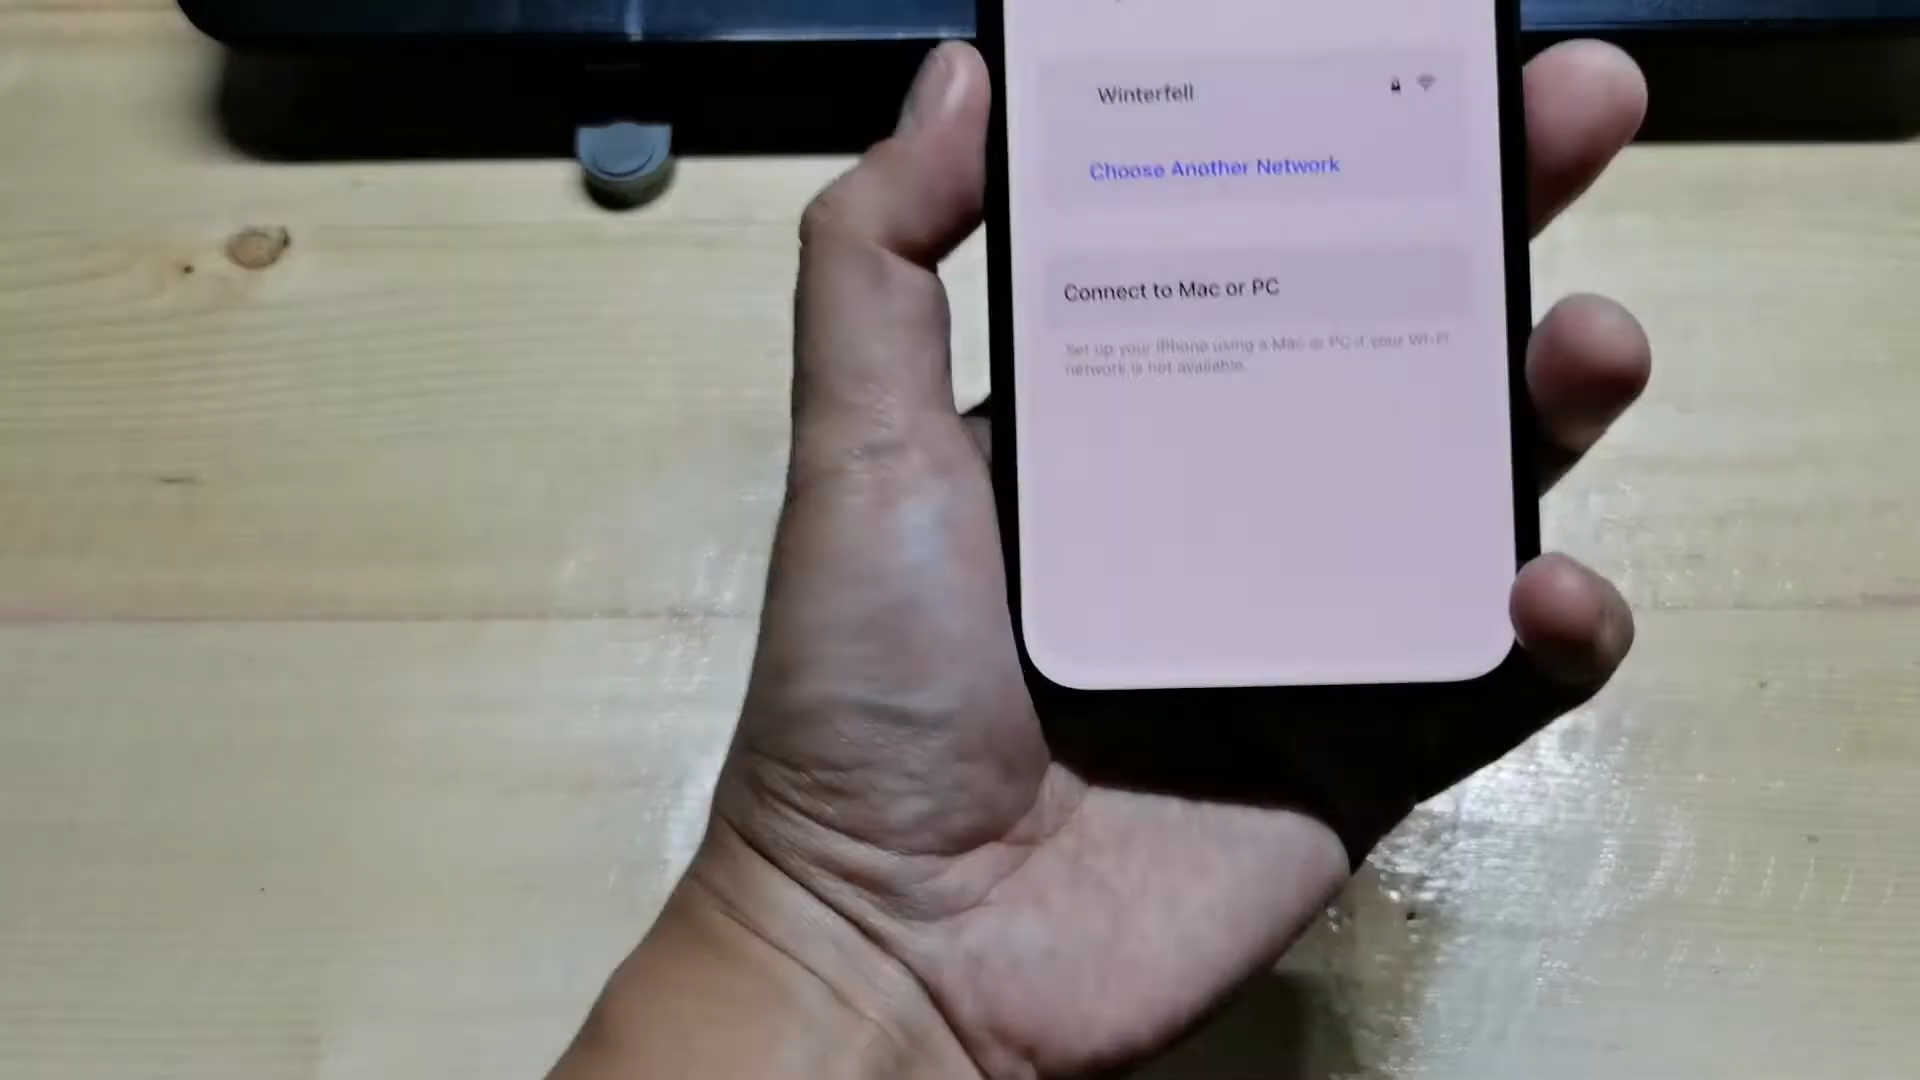 Winterfell
Choose Another Network
Connect to Mac or PC
Set up your iPhone using a Mac or PC if your Wi-Fi
network is not available.